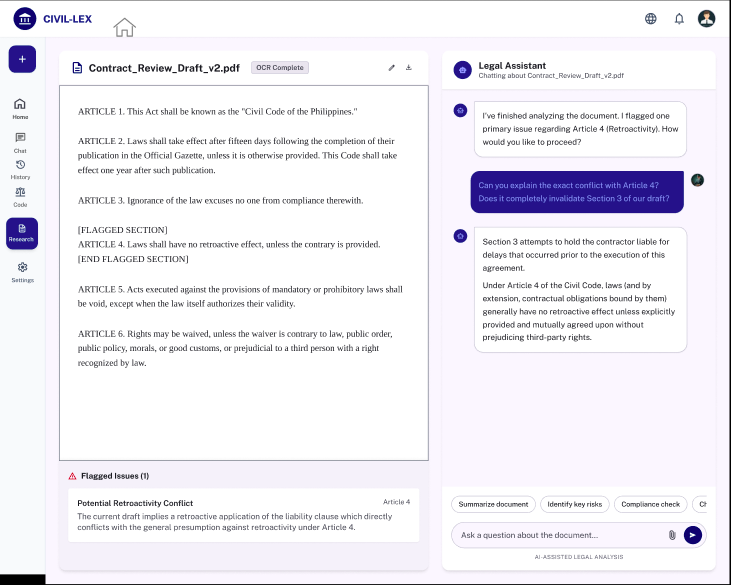 CIVIL-LEX
+
Home
Chat
History
Code
Research
Settings
Contract_Review_Draft_v2.pdf
OCR Complete
ARTICLE 1. This Act shall be known as the "Civil Code of the Philippines."
ARTICLE 2. Laws shall take effect after fifteen days following the completion of their
publication in the Official Gazette, unless it is otherwise provided. This Code shall take
effect one year after such publication.
ARTICLE 3. Ignorance of the law excuses no one from compliance therewith.
[FLAGGED SECTION]
ARTICLE 4. Laws shall have no retroactive effect, unless the contrary is provided.
[END FLAGGED SECTION]
ARTICLE 5. Acts executed against the provisions of mandatory or prohibitory laws shall
be void, except when the law itself authorizes their validity.
ARTICLE 6. Rights may be waived, unless the waiver is contrary to law, public order,
public policy, morals, or good customs, or prejudicial to a third person with a right
recognized by law.
Flagged Issues (1)
Potential Retroactivity Conflict
Article 4
The current draft implies a retroactive application of the liability clause which directly
conflicts with the general presumption against retroactivity under Article 4.
Legal Assistant
Chatting about Contract_Review_Draft_v2.pdf
I've finished analyzing the document. I flagged one
primary issue regarding Article 4 (Retroactivity). How
would you like to proceed?
Can you explain the exact conflict with Article 4?
Does it completely invalidate Section 3 of our draft?
Section 3 attempts to hold the contractor liable for
delays that occurred prior to the execution of this
agreement.
Under Article 4 of the Civil Code, laws (and by
extension, contractual obligations bound by them)
generally have no retroactive effect unless explicitly
provided and mutually agreed upon without
prejudicing third-party rights.
Summarize document
Identify key risks
Compliance check
Ask a question about the document...
AI-ASSISTED LEGAL ANALYSIS